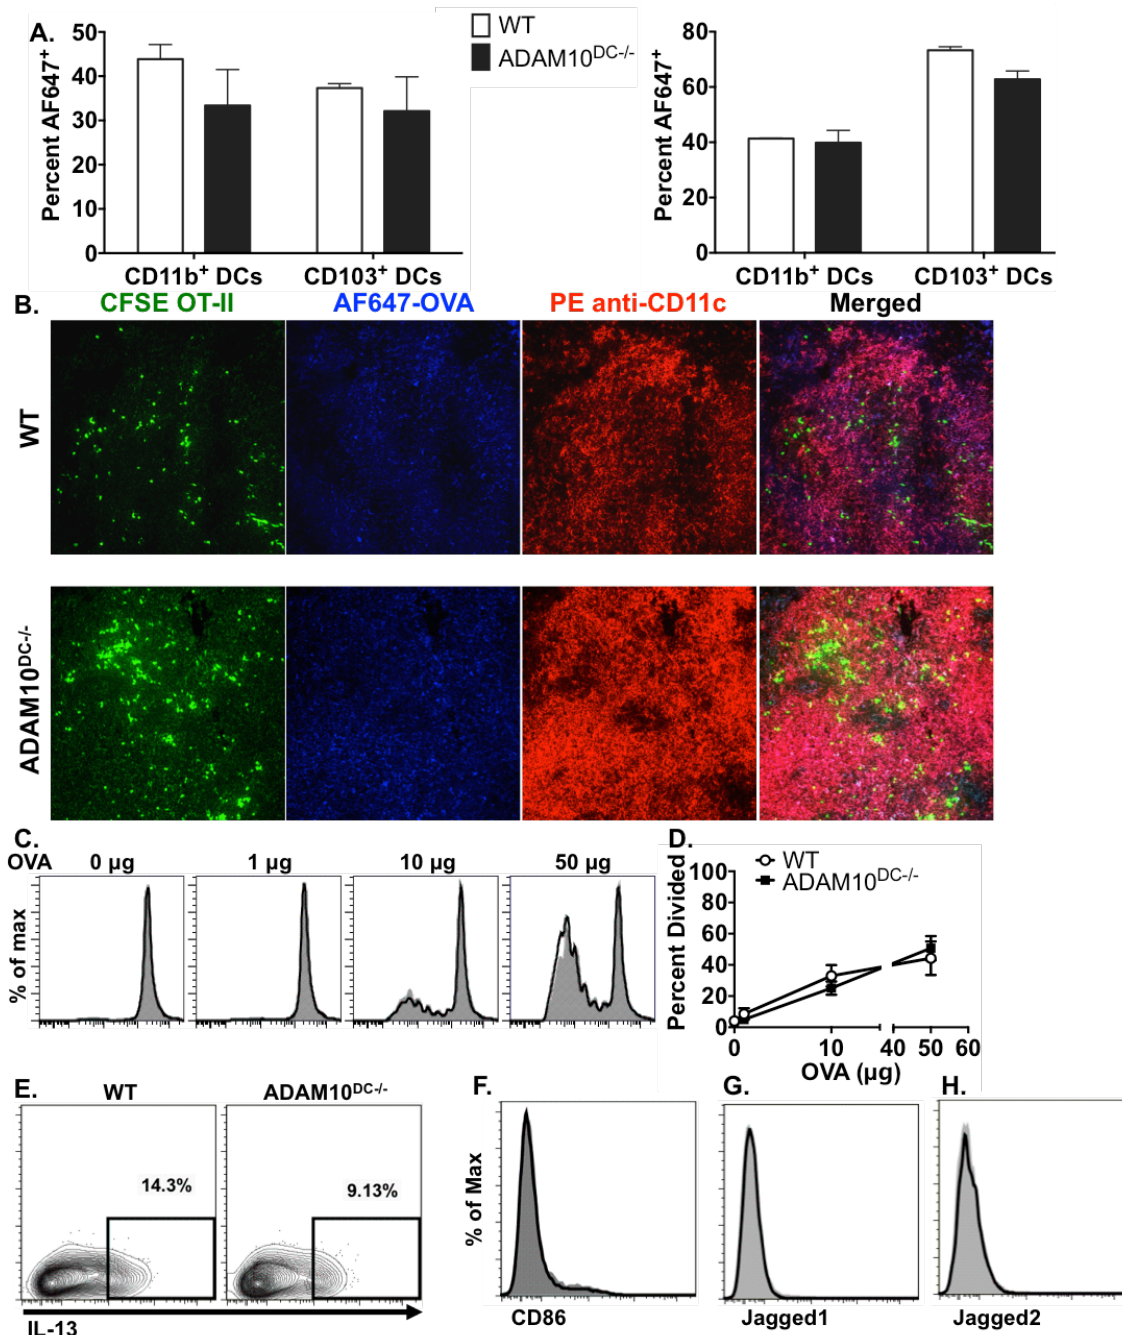 A.
50
40
30
20
10
0
Percent AF647⁺
CD11b⁺ DCs
CD103⁺ DCs
WT
ADAM10ᴰᶜ⁻/⁻
80
60
40
20
0
Percent AF647⁺
CD11b⁺ DCs
CD103⁺ DCs
B.
CFSE OT-II
AF647-OVA
PE anti-CD11c
Merged
WT
ADAM10ᴰᶜ⁻/⁻
C.
OVA
0 µg
1 µg
10 µg
50 µg
% of max
D.
WT
ADAM10ᴰᶜ⁻/⁻
100
80
60
40
20
0
Percent Divided
0
10
40
50
60
OVA (µg)
E.
WT
ADAM10ᴰᶜ⁻/⁻
14.3%
9.13%
IL-13
F.
% of Max
CD86
G.
Jagged1
H.
Jagged2